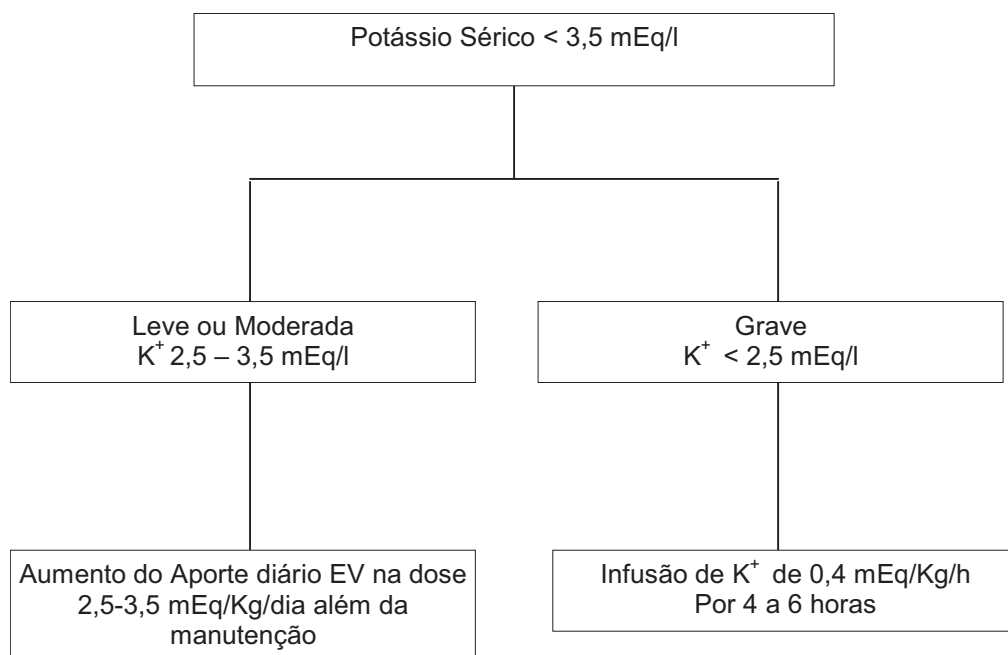 Potássio Sérico < 3,5 mEq/l
Leve ou Moderada
K⁺ 2,5 – 3,5 mEq/l
Grave
K⁺ < 2,5 mEq/l
Aumento do Aporte diário EV na dose
2,5-3,5 mEq/Kg/dia além da
manutenção
Infusão de K⁺ de 0,4 mEq/Kg/h
Por 4 a 6 horas